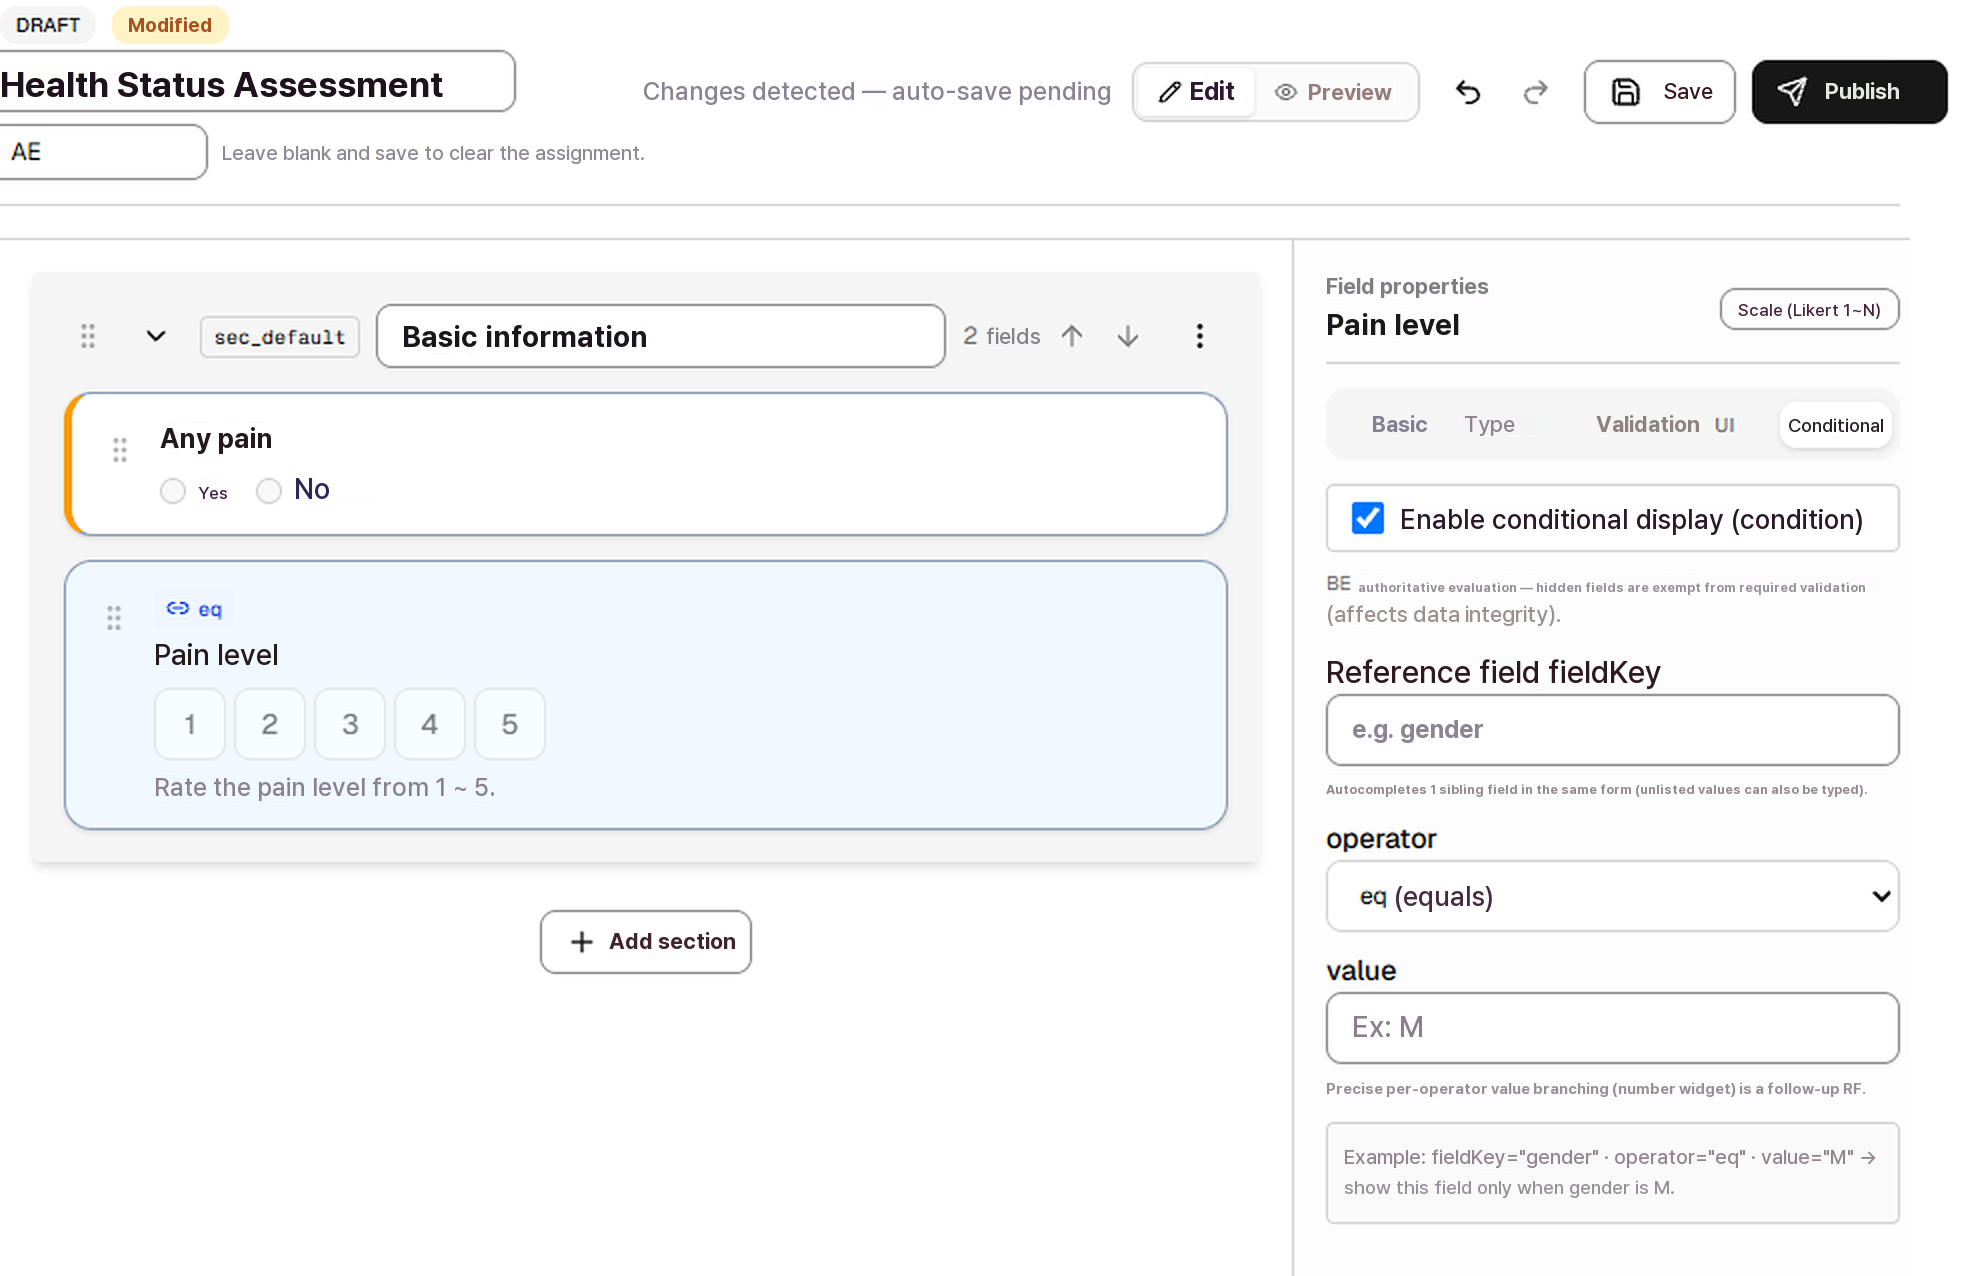 DRAFT Modified
Health Status Assessment
Changes detected — auto-save pending
Edit Preview Save Publish
AE
Leave blank and save to clear the assignment.
sec_default Basic information 2 fields
Any pain
Yes No
eq
Pain level
1 2 3 4 5
Rate the pain level from 1 ~ 5.
Add section
Field properties
Pain level
Scale (Likert 1~N)
Basic Type Validation UI Conditional
Enable conditional display (condition)
BE authoritative evaluation — hidden fields are exempt from required validation
(affects data integrity).
Reference field fieldKey
e.g. gender
Autocompletes 1 sibling field in the same form (unlisted values can also be typed).
operator
eq (equals)
value
Ex: M
Precise per-operator value branching (number widget) is a follow-up RF.
Example: fieldKey="gender" · operator="eq" · value="M" →
show this field only when gender is M.